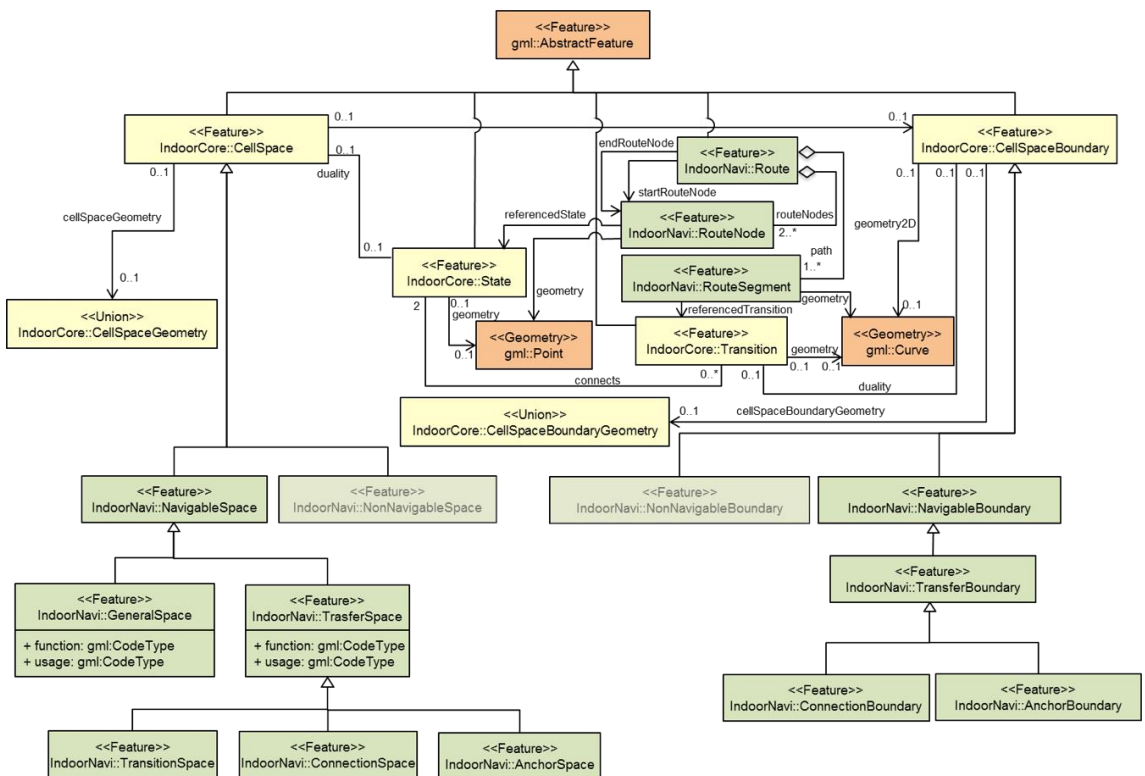 <<Feature>>
gml::AbstractFeature
<<Feature>>
IndoorCore::CellSpace
0..1
0..1
<<Feature>>
IndoorCore::CellSpaceBoundary
0..1
0..1
duality
cellSpaceGeometry
0..1
<<Union>>
IndoorCore::CellSpaceGeometry
endRouteNode
<<Feature>>
IndoorNavi::Route
startRouteNode
referencedState
<<Feature>>
IndoorNavi::RouteNode
routeNodes
2..*
path
1..*
0..1
0..1
0..1
geometry2D
0..1
0..1
<<Feature>>
IndoorCore::State
2
0..1
geometry
0..1
geometry
<<Feature>>
IndoorNavi::RouteSegment
geometry
referencedTransition
<<Geometry>>
gml::Point
<<Feature>>
IndoorCore::Transition
geometry
0..1
0..1
<<Geometry>>
gml::Curve
connects
0..*
0..1
duality
<<Union>>
IndoorCore::CellSpaceBoundaryGeometry
0..1
cellSpaceBoundaryGeometry
<<Feature>>
IndoorNavi::NavigableSpace
<<Feature>>
IndoorNavi::NonNavigableSpace
<<Feature>>
IndoorNavi::NonNavigableBoundary
<<Feature>>
IndoorNavi::NavigableBoundary
<<Feature>>
IndoorNavi::GeneralSpace
+ function: gml:CodeType
+ usage: gml:CodeType
<<Feature>>
IndoorNavi::TrasferSpace
+ function: gml:CodeType
+ usage: gml:CodeType
<<Feature>>
IndoorNavi::TransferBoundary
<<Feature>>
IndoorNavi::ConnectionBoundary
<<Feature>>
IndoorNavi::AnchorBoundary
<<Feature>>
IndoorNavi::TransitionSpace
<<Feature>>
IndoorNavi::ConnectionSpace
<<Feature>>
IndoorNavi::AnchorSpace